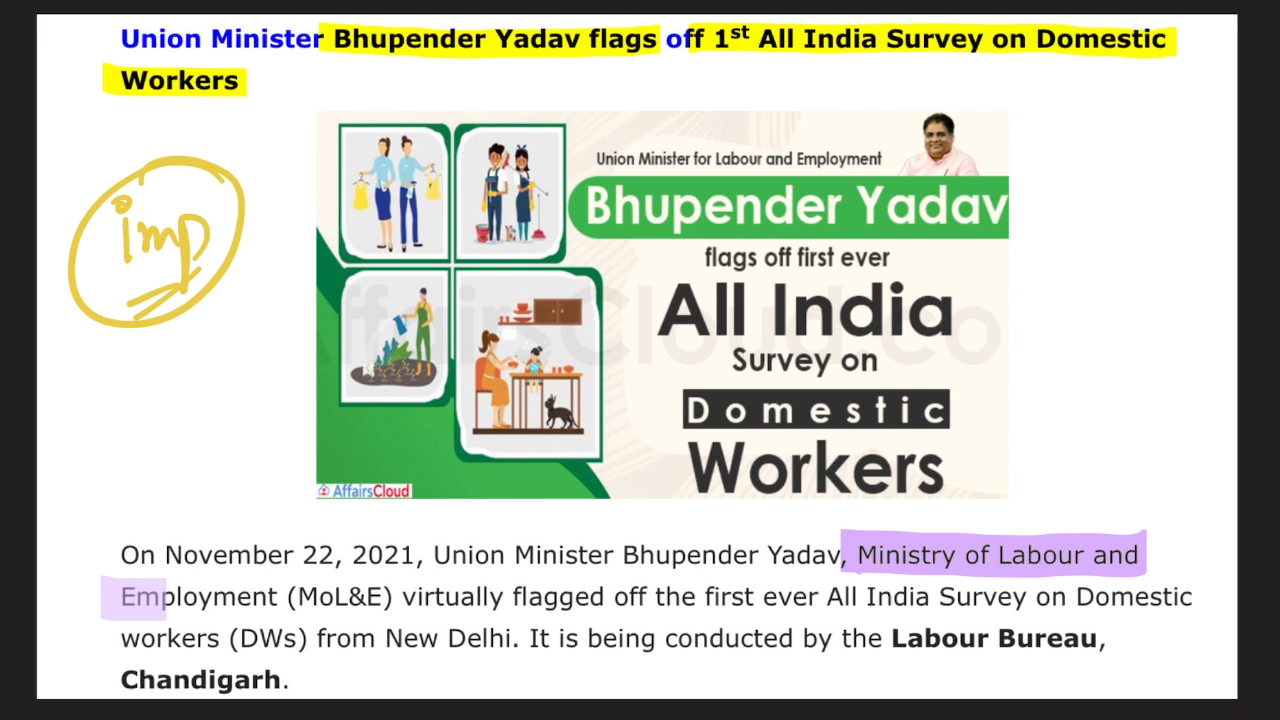 Union Minister Bhupender Yadav flags off 1st All India Survey on Domestic
Workers
imp
Union Minister for Labour and Employment
Bhupender Yadav
flags off first ever
All India
Survey on
Domestic
Workers
AffairsCloud
On November 22, 2021, Union Minister Bhupender Yadav, Ministry of Labour and
Employment (MoL&E) virtually flagged off the first ever All India Survey on Domestic
workers (DWs) from New Delhi. It is being conducted by the Labour Bureau,
Chandigarh.